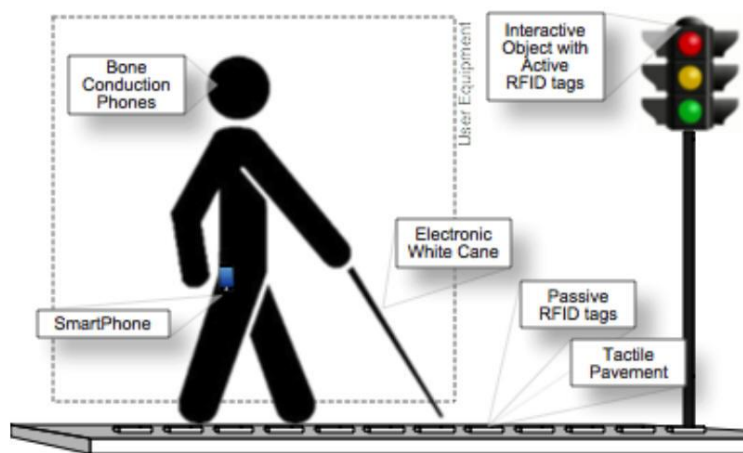 Bone
Conduction
Phones
User Equipment
Interactive
Object with
Active
RFID tags
Electronic
White Cane
SmartPhone
Passive
RFID tags
Tactile
Pavement